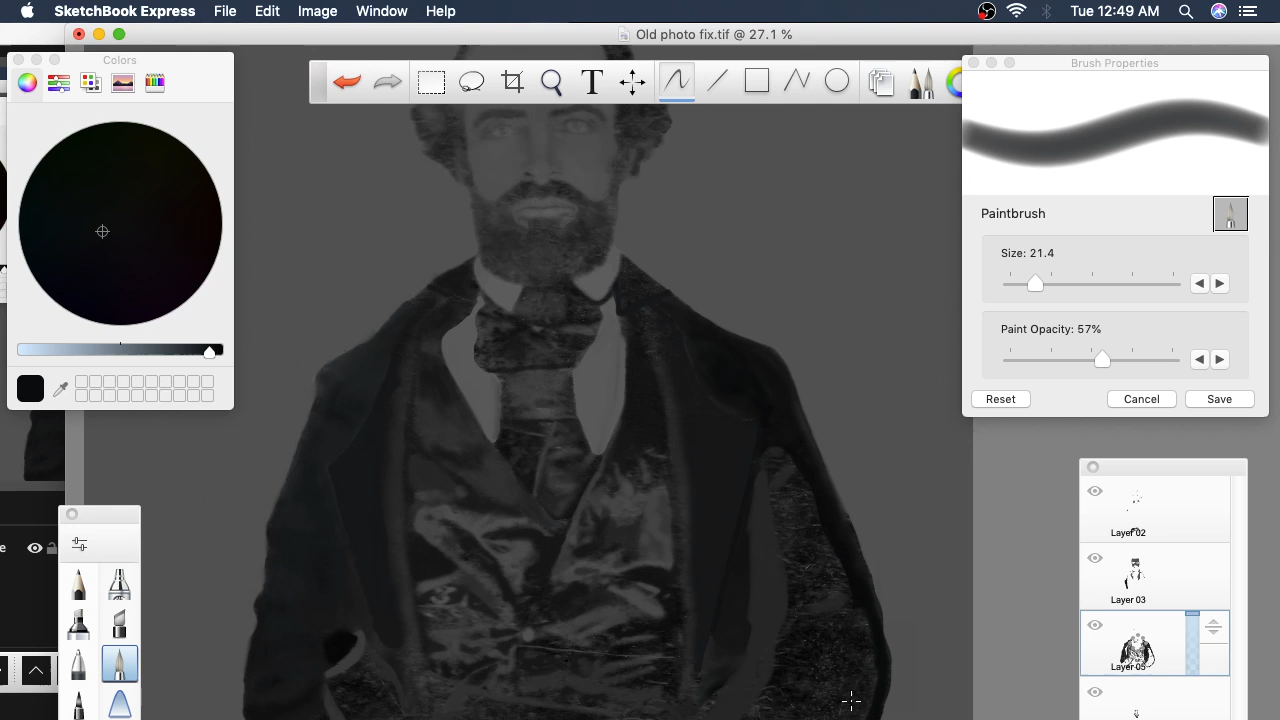 SketchBook Express File Edit Image Window Help Tue 12:49 AM
Old photo fix.tif @ 27.1 %
Colors
T
Brush Properties
Paintbrush
Size: 21.4
Paint Opacity: 57%
Reset Cancel Save
Layer 02
Layer 03
Layer 05